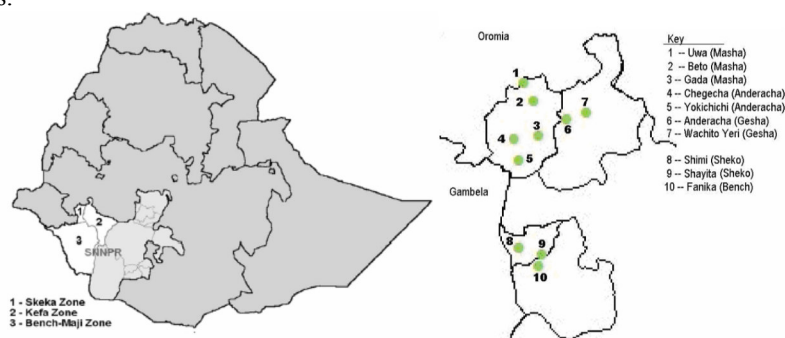 s.
1
2
3
SNNPR
1 - Skeka Zone
2 - Kefa Zone
3 - Bench-Maji Zone
Oromia
Gambela
1
2
3
4
5
6
7
8
9
10
Key
1 -- Uwa (Masha)
2 -- Beto (Masha)
3 -- Gada (Masha)
4 -- Chegecha (Anderacha)
5 -- Yokichichi (Anderacha)
6 -- Anderacha (Gesha)
7 -- Wachito Yeri (Gesha)
8 -- Shimi (Sheko)
9 -- Shayita (Sheko)
10 -- Fanika (Bench)